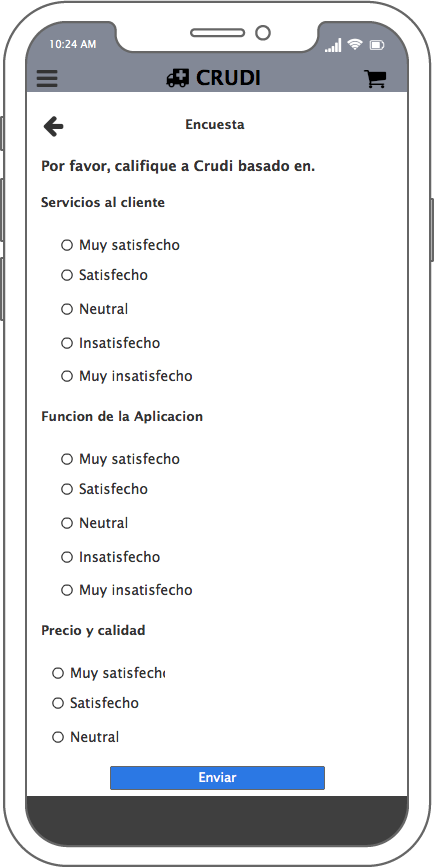 10:24 AM
CRUDI
Encuesta
Por favor, califique a Crudi basado en.
Servicios al cliente
Muy satisfecho
Satisfecho
Neutral
Insatisfecho
Muy insatisfecho
Funcion de la Aplicacion
Muy satisfecho
Satisfecho
Neutral
Insatisfecho
Muy insatisfecho
Precio y calidad
Muy satisfecho
Satisfecho
Neutral
Enviar